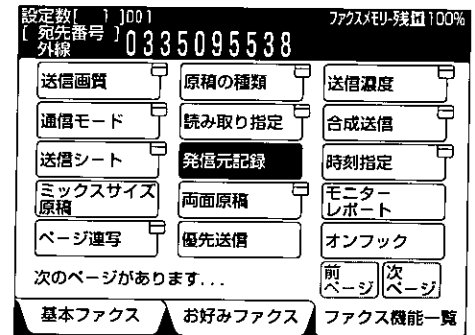 設定数[ 1 ]001 ファクスメモリー残量100%
[ 宛先番号 ] 0335095538
外線
送信画質 原稿の種類 送信濃度
通信モード 読み取り指定 合成送信
送信シート 発信元記録 時刻指定
ミックスサイズ原稿 両面原稿 モニターレポート
ページ連写 優先送信 オンフック
次のページがあります... 前ページ 次ページ
基本ファクス お好みファクス ファクス機能一覧